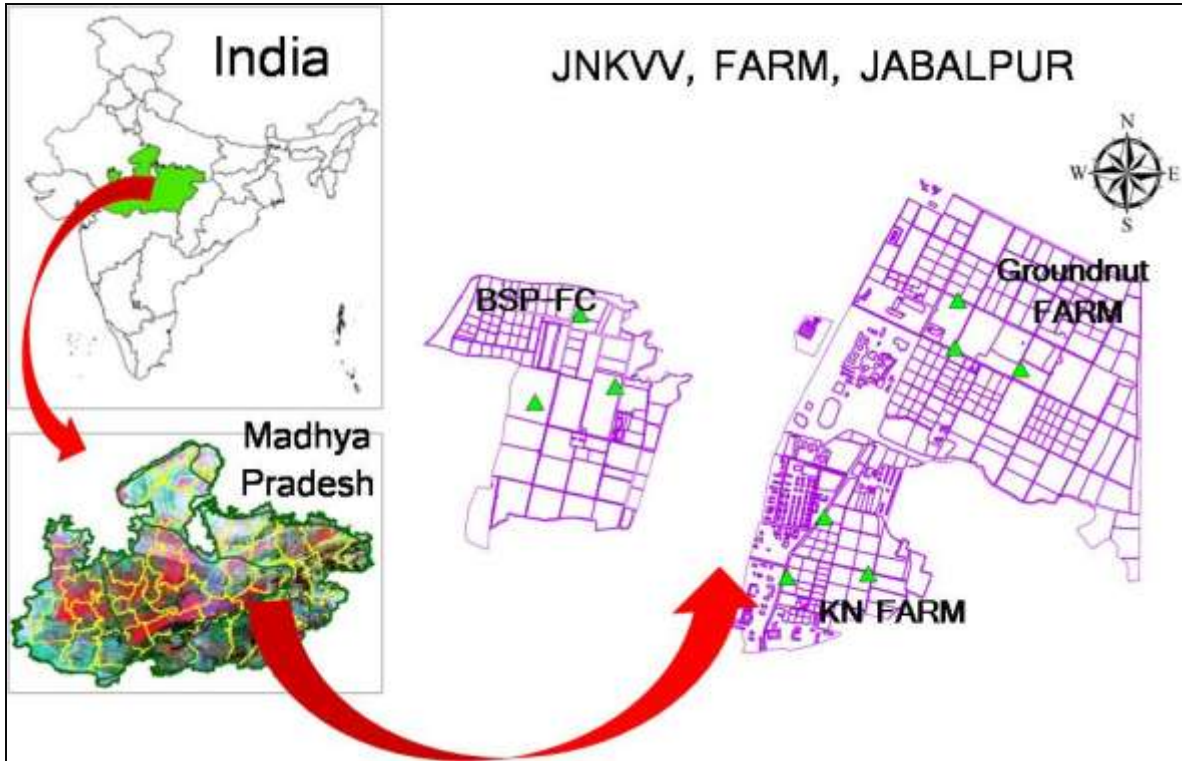 India
JNKVV, FARM, JABALPUR
N
W
E
S
BSP-FC
Groundnut
FARM
Madhya
Pradesh
KN FARM